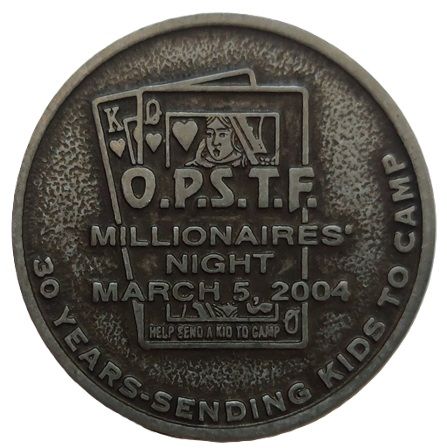 K Q
O.P.S.T.F.
MILLIONAIRES'
NIGHT
MARCH 5, 2004
HELP SEND A KID TO CAMP
Q
30 YEARS-SENDING KIDS TO CAMP